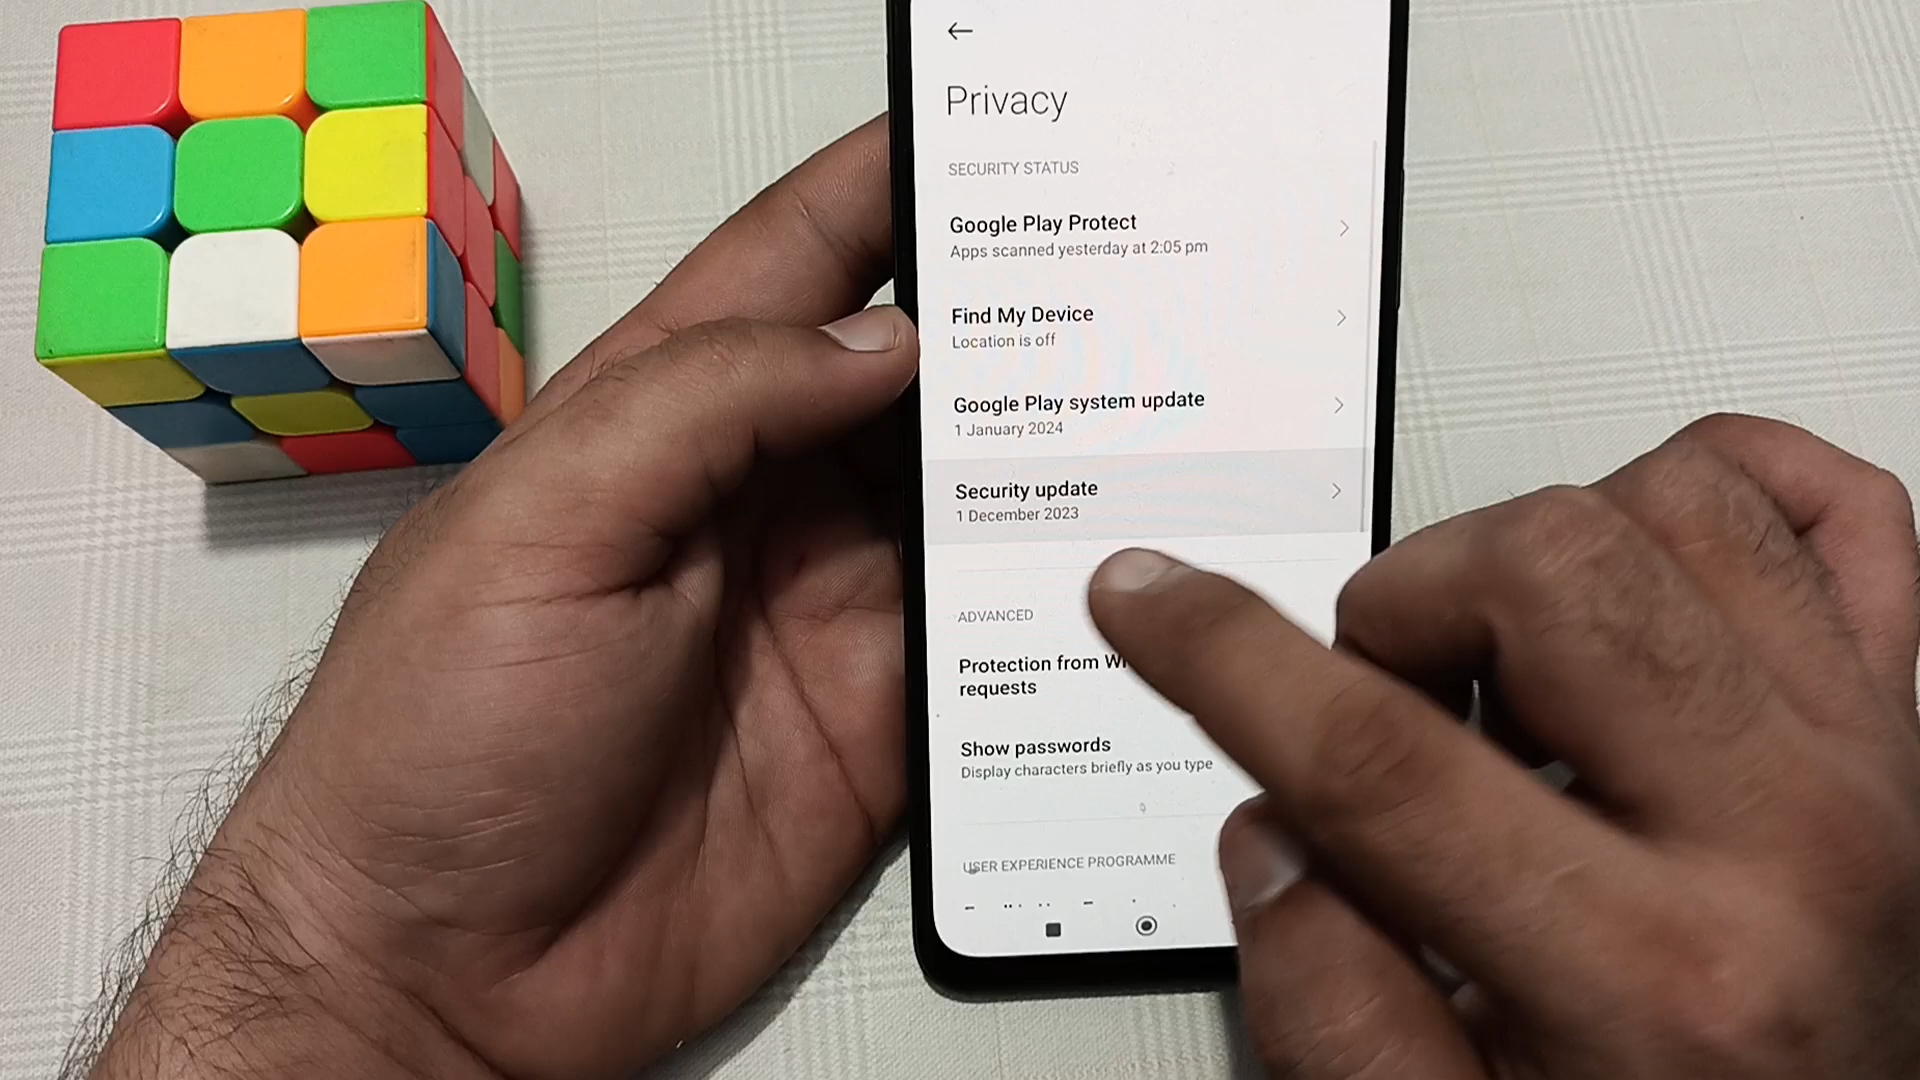 Privacy
SECURITY STATUS
Google Play Protect
Apps scanned yesterday at 2:05 pm
Find My Device
Location is off
Google Play system update
1 January 2024
Security update
1 December 2023
ADVANCED
Protection from
requests
Show passwords
Display characters briefly as you type
USER EXPERIENCE PROGRAMME